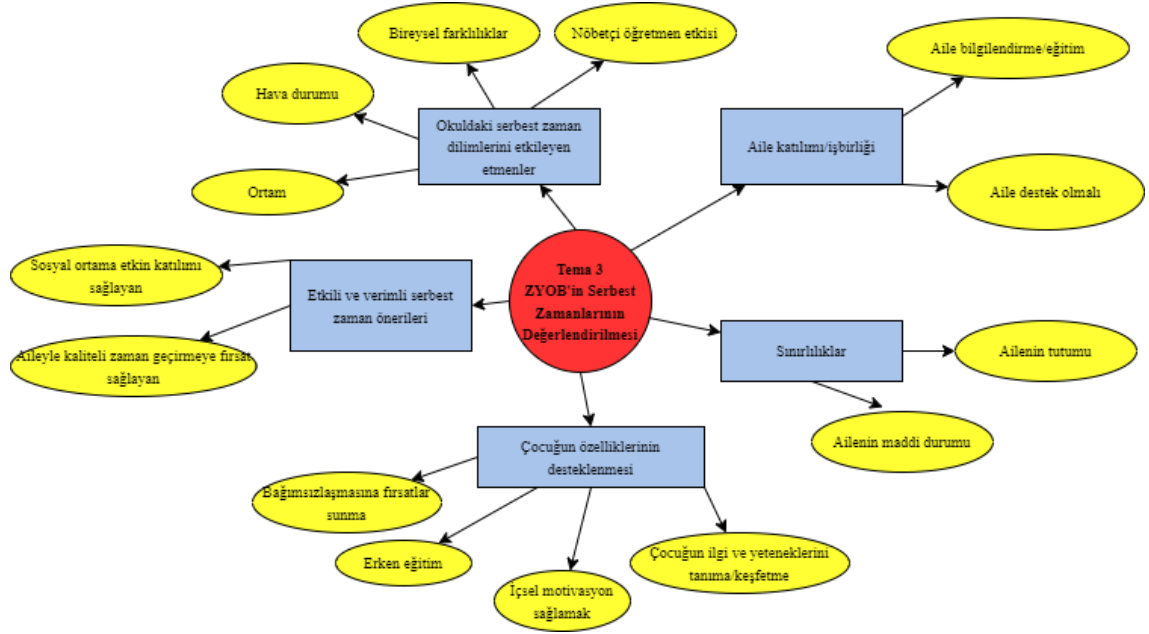 Bireysel farklılıklar
Nöbetçi öğretmen etkisi
Aile bilgilendirme/eğitim
Hava durumu
Okuldaki serbest zaman
dilimlerini etkileyen
etmenler
Aile katılımı/işbirliği
Ortam
Aile destek olmalı
Sosyal ortama etkin katılımı
sağlayan
Etkili ve verimli serbest
zaman önerileri
Tema 3
ZYOB'in Serbest
Zamanlarının
Değerlendirilmesi
Aileyle kaliteli zaman geçirmeye fırsat
sağlayan
Sınırlılıklar
Ailenin tutumu
Ailenin maddi durumu
Çocuğun özelliklerinin
desteklenmesi
Bağımsızlaşmasına fırsatlar
sunma
Erken eğitim
İçsel motivasyon
sağlamak
Çocuğun ilgi ve yeteneklerini
tanıma/keşfetme